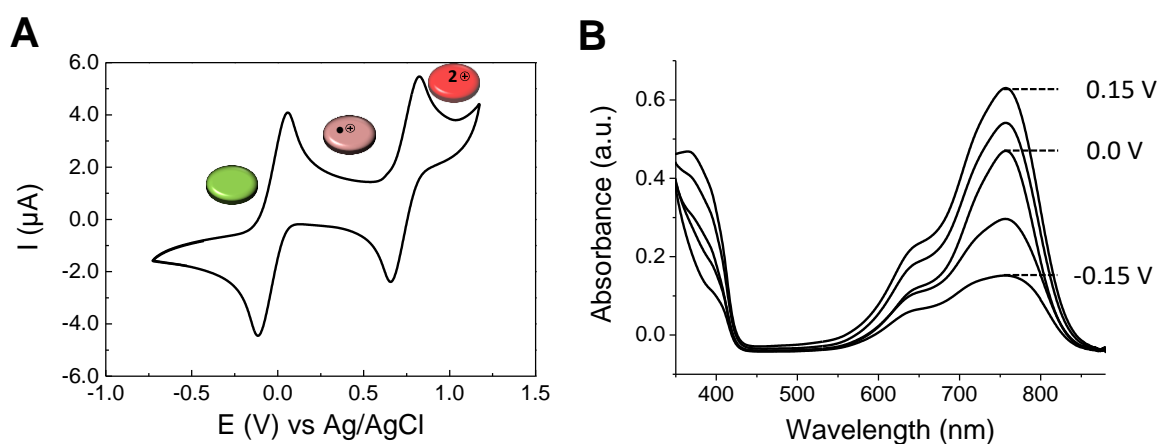 A
6.0
4.0
2.0
0.0
-2.0
-4.0
-6.0
I (µA)
2 ⊕
• ⊕
-1.0 -0.5 0.0 0.5 1.0 1.5
E (V) vs Ag/AgCl
B
0.6
0.4
0.2
0.0
Absorbance (a.u.)
0.15 V
0.0 V
-0.15 V
400 500 600 700 800
Wavelength (nm)